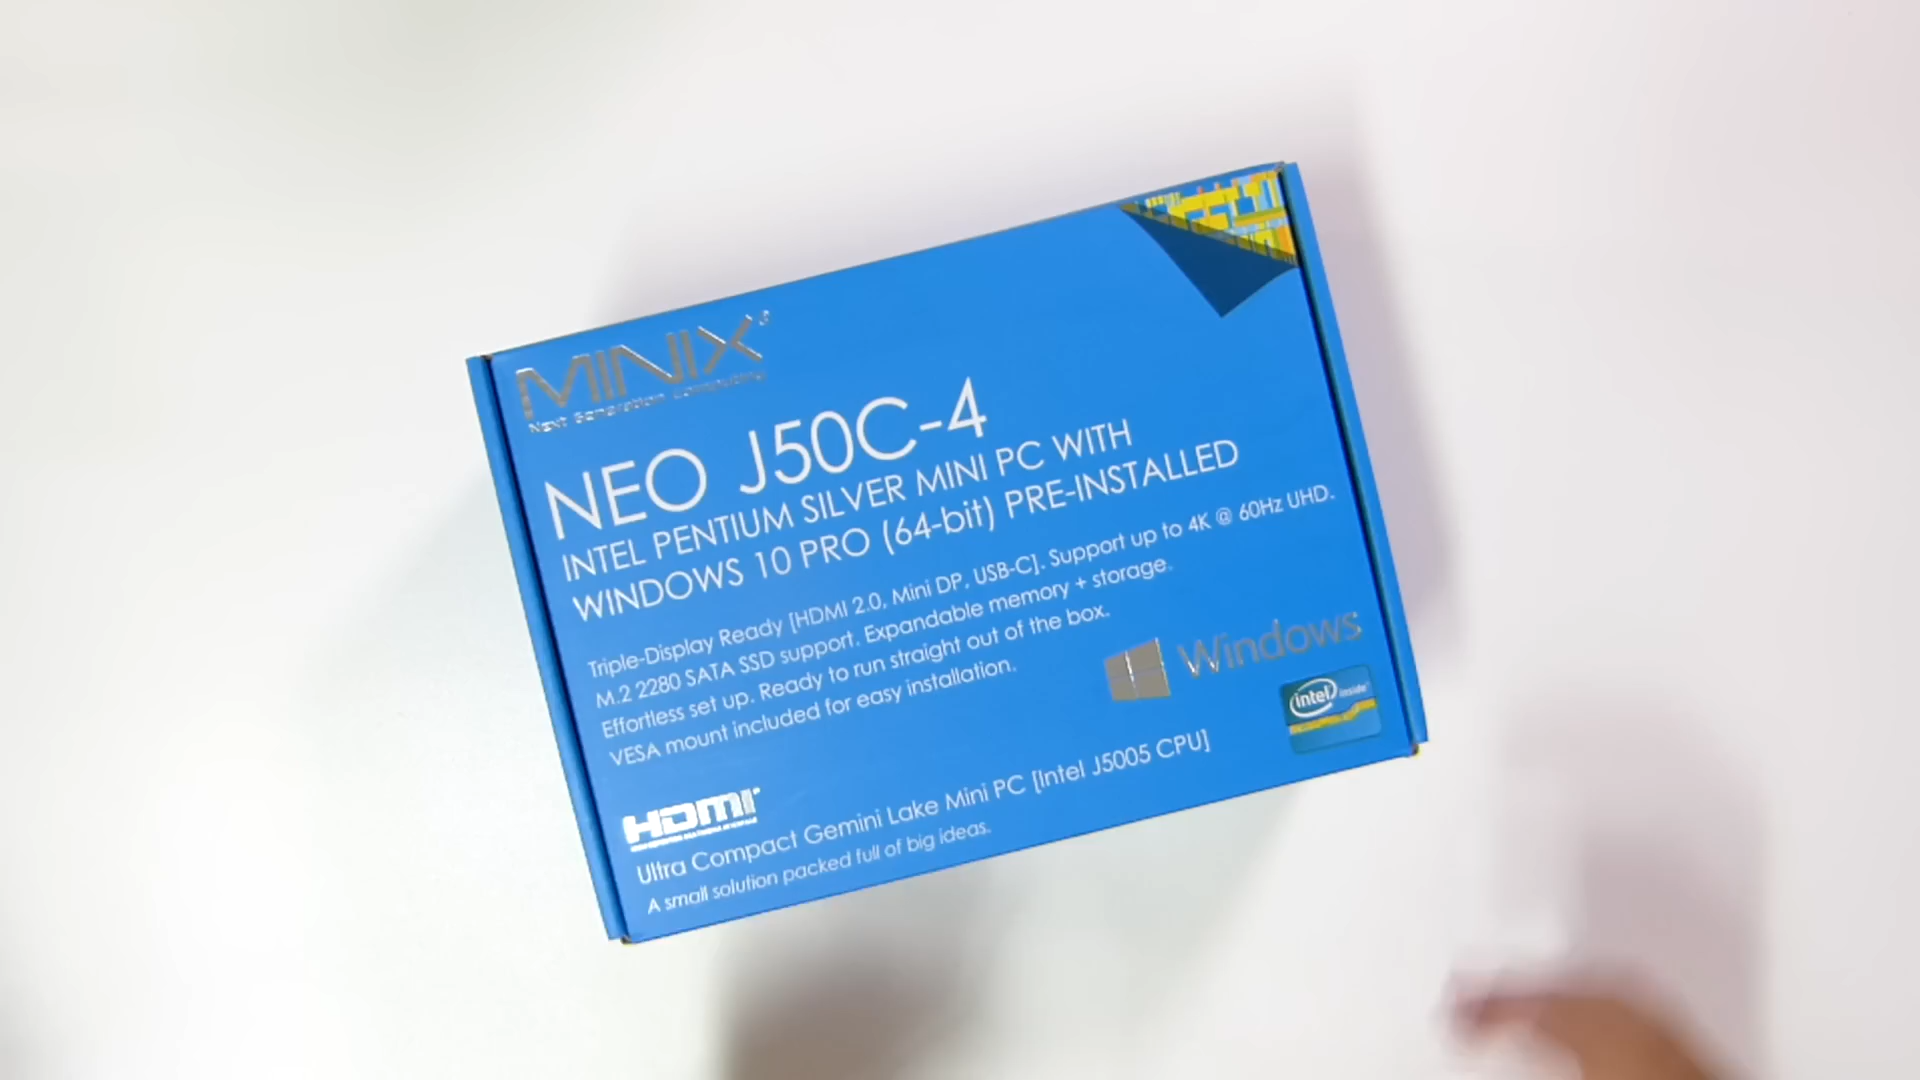 MINIX
Next Generation Computing
NEO J50C-4
INTEL PENTIUM SILVER MINI PC WITH
WINDOWS 10 PRO (64-bit) PRE-INSTALLED
Triple-Display Ready [HDMI 2.0, Mini DP, USB-C]. Support up to 4K @ 60Hz UHD.
M.2 2280 SATA SSD support. Expandable memory + storage.
Effortless set up. Ready to run straight out of the box.
VESA mount included for easy installation.
Windows
intel inside
HDMI
Ultra Compact Gemini Lake Mini PC [Intel J5005 CPU]
A small solution packed full of big ideas.